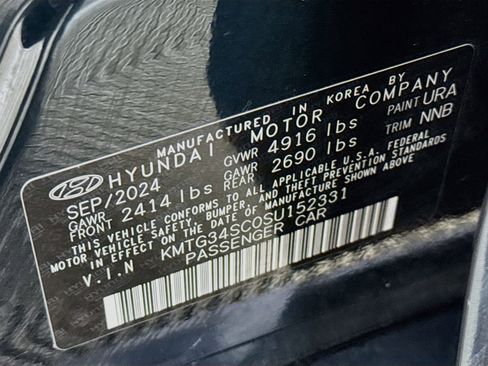 MANUFACTURED IN KOREA BY
HYUNDAI MOTOR COMPANY
SEP/2024 GVWR 4916 lbs PAINT URA
GAWR FRONT 2414 lbs GAWR REAR 2690 lbs TRIM NNB
THIS VEHICLE CONFORMS TO ALL APPLICABLE U.S.A. FEDERAL
MOTOR VEHICLE SAFETY, BUMPER, AND THEFT PREVENTION STANDARDS
IN EFFECT ON THE DATE OF MANUFACTURE SHOWN ABOVE
V.I.N KMTG34SC0SU152331
PASSENGER CAR